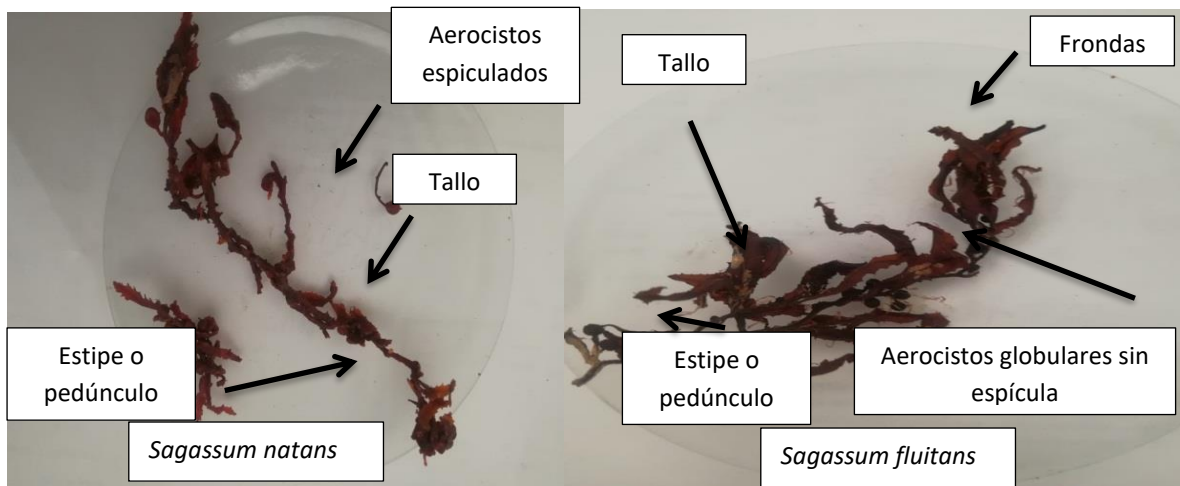 Aerocistos
espiculados
Tallo
Estipe o
pedúnculo
Sagassum natans
Tallo
Frondas
Estipe o
pedúnculo
Aerocistos globulares sin
espícula
Sagassum fluitans